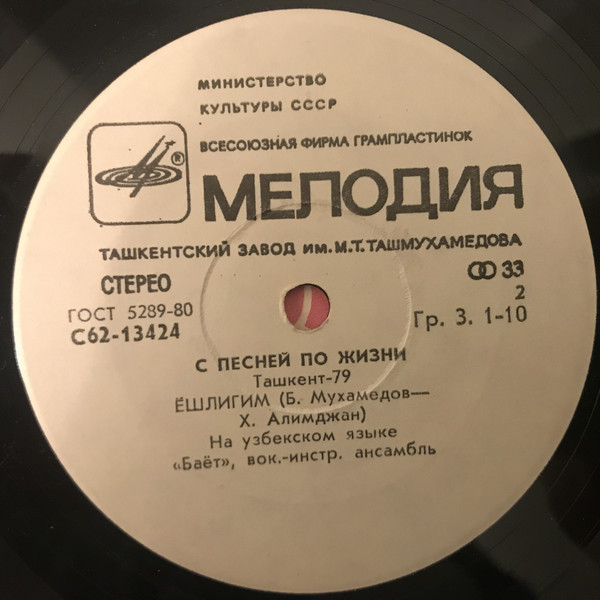 МИНИСТЕРСТВО
КУЛЬТУРЫ СССР
ВСЕСОЮЗНАЯ ФИРМА ГРАМПЛАСТИНОК
®
МЕЛОДИЯ
ТАШКЕНТСКИЙ ЗАВОД ИМ. М.Т. ТАШМУХАМЕДОВА
СТЕРЕО 33
ГОСТ 5289-80 2
С62-13424 Гр. 3. 1-10
С ПЕСНЕЙ ПО ЖИЗНИ
Ташкент-79
ЁШЛИГИМ (Б. Мухамедов—
Х. Алимджан)
На узбекском языке
«Баёт», вок.-инстр. ансамбль